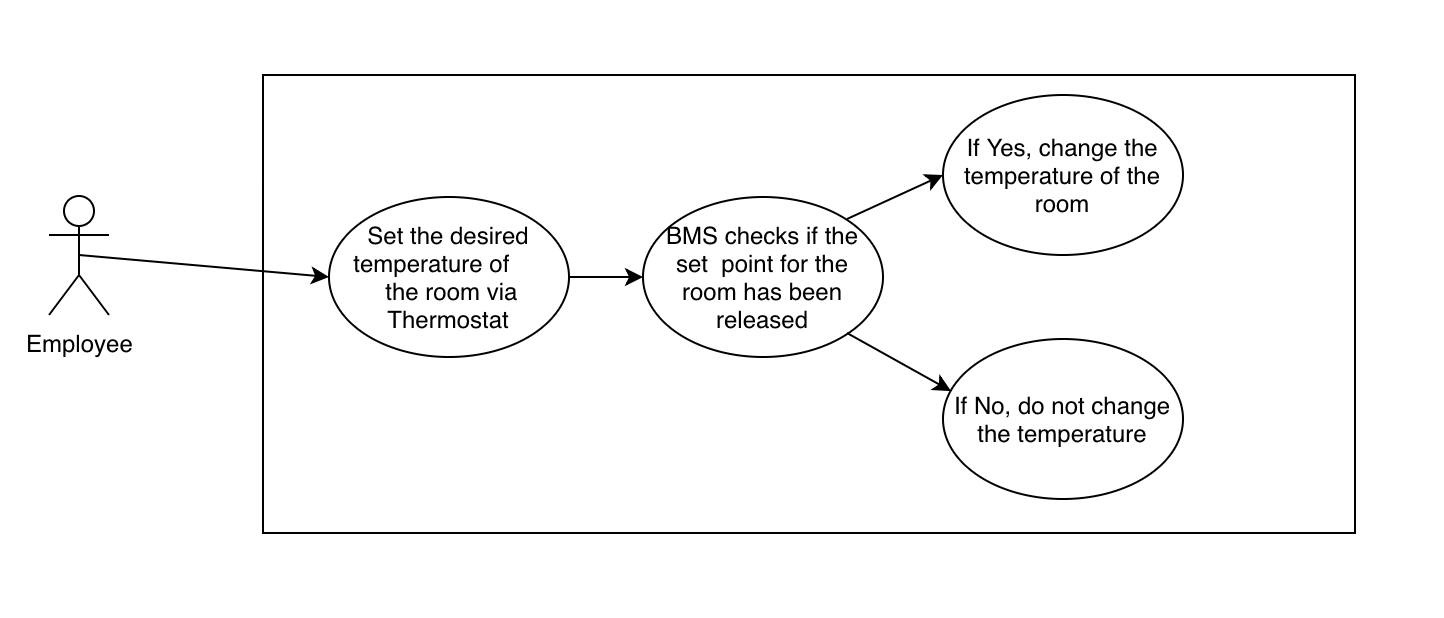 Employee
Set the desired
temperature of
the room via
Thermostat
BMS checks if the
set  point for the
room has been
released
If Yes, change the
temperature of the
room
If No, do not change
the temperature